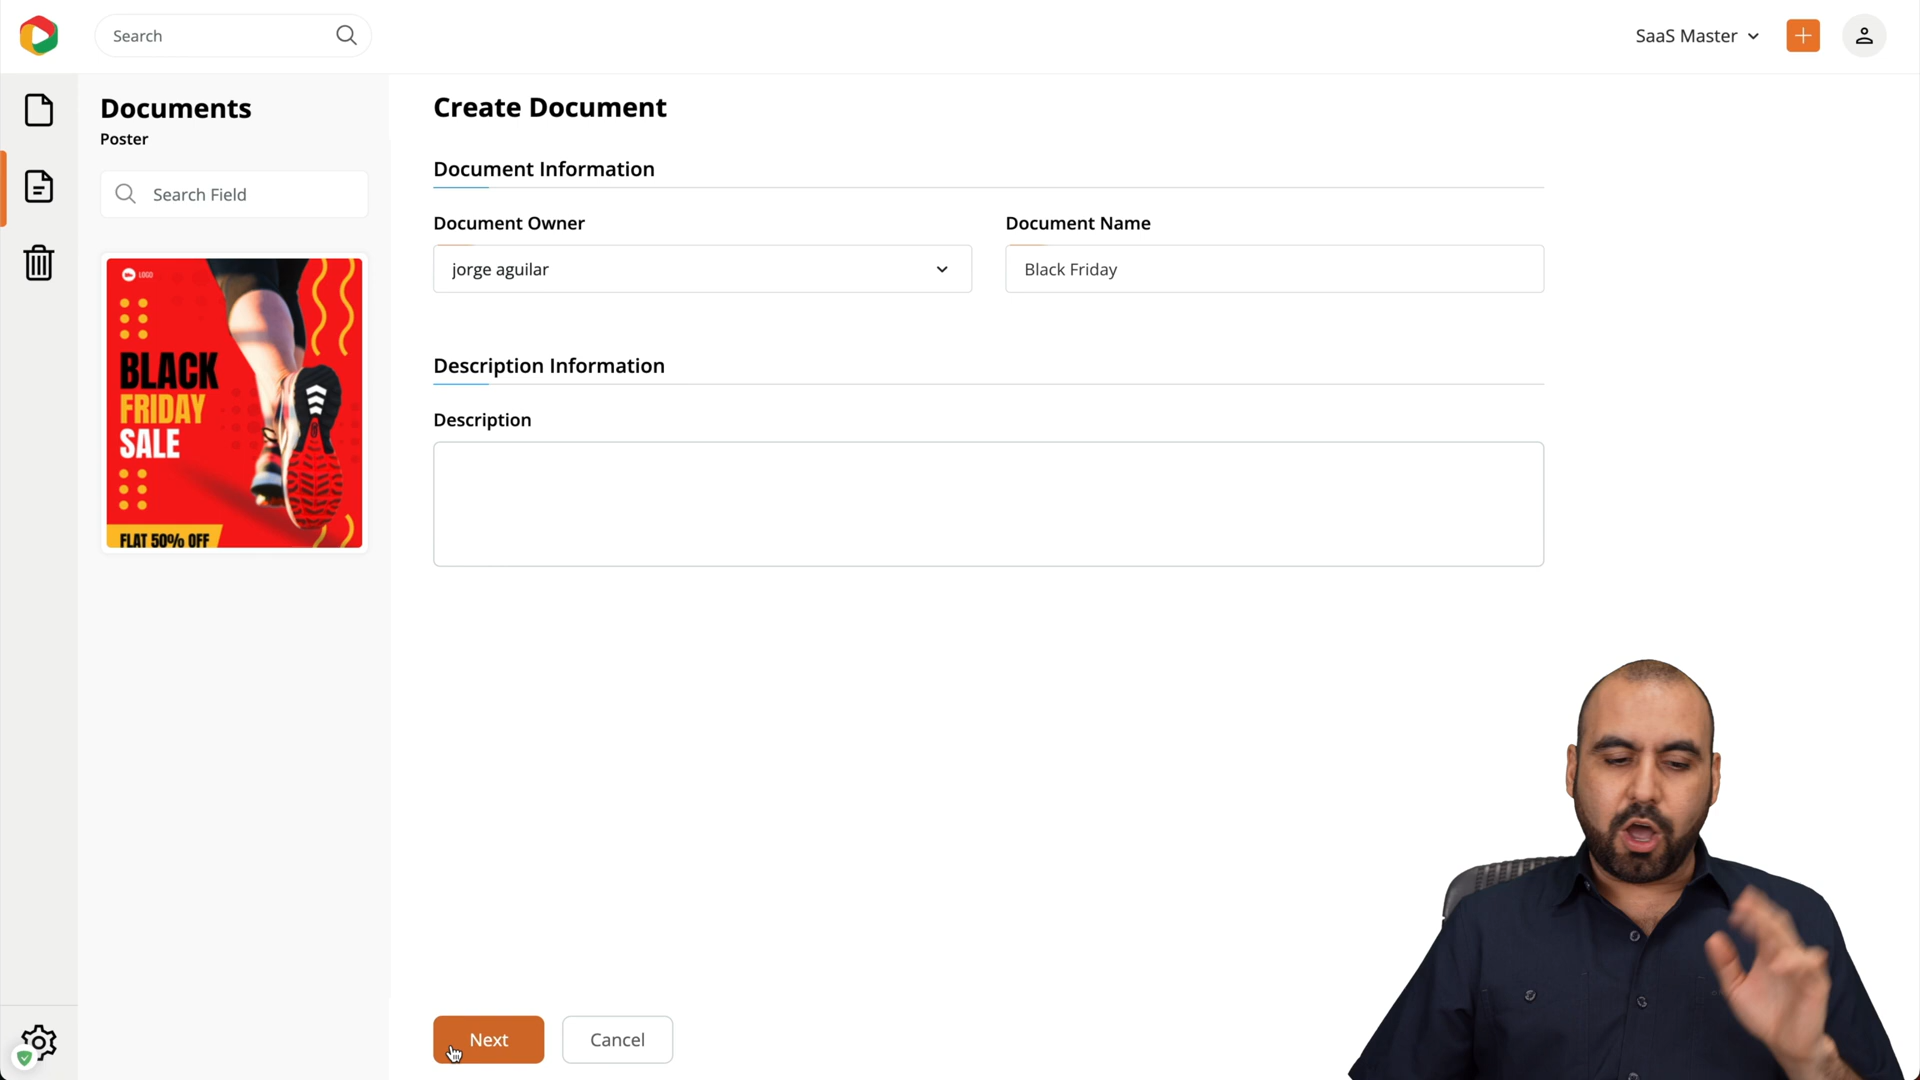 Search
SaaS Master
Documents
Poster
Search Field
LOGO
BLACK
FRIDAY
SALE
FLAT 50% OFF
Create Document
Document Information
Document Owner
Document Name
jorge aguilar
Black Friday
Description Information
Description
Next
Cancel